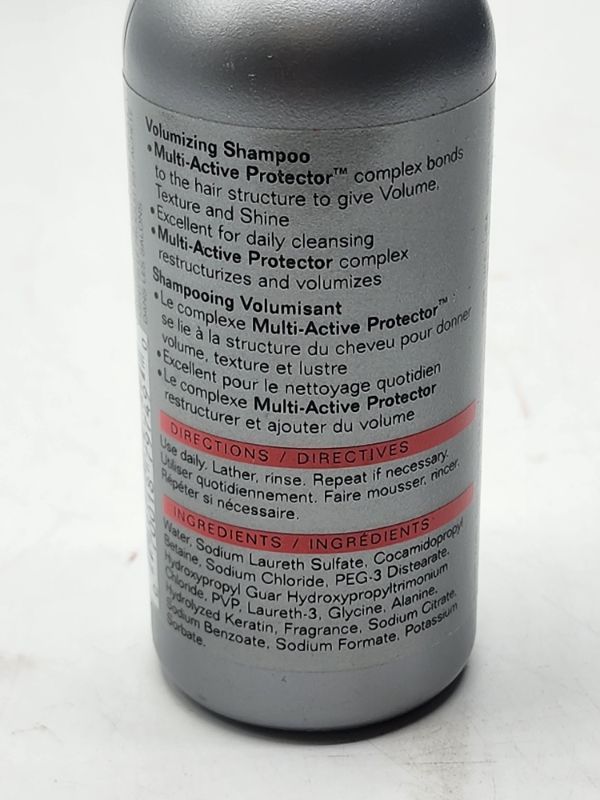 Volumizing Shampoo
•Multi-Active Protector™ complex bonds
to the hair structure to give Volume,
Texture and Shine
•Excellent for daily cleansing
•Multi-Active Protector complex
restructurizes and volumizes
Shampooing Volumisant
•Le complexe Multi-Active Protector™
se lie à la structure du cheveu pour donner
volume, texture et lustre
•Excellent pour le nettoyage quotidien
•Le complexe Multi-Active Protector
restructurer et ajouter du volume
DIRECTIONS / DIRECTIVES
Use daily. Lather, rinse. Repeat if necessary.
Utiliser quotidiennement. Faire mousser, rincer.
Répéter si nécessaire.
INGREDIENTS / INGRÉDIENTS:
Water, Sodium Laureth Sulfate, Cocamidopropyl
Betaine, Sodium Chloride, PEG-3 Distearate,
Hydroxypropyl Guar Hydroxypropyltrimonium
Chloride, PVP, Laureth-3, Glycine, Alanine,
Hydrolyzed Keratin, Fragrance, Sodium Citrate,
Sodium Benzoate, Sodium Formate, Potassium
Sorbate.